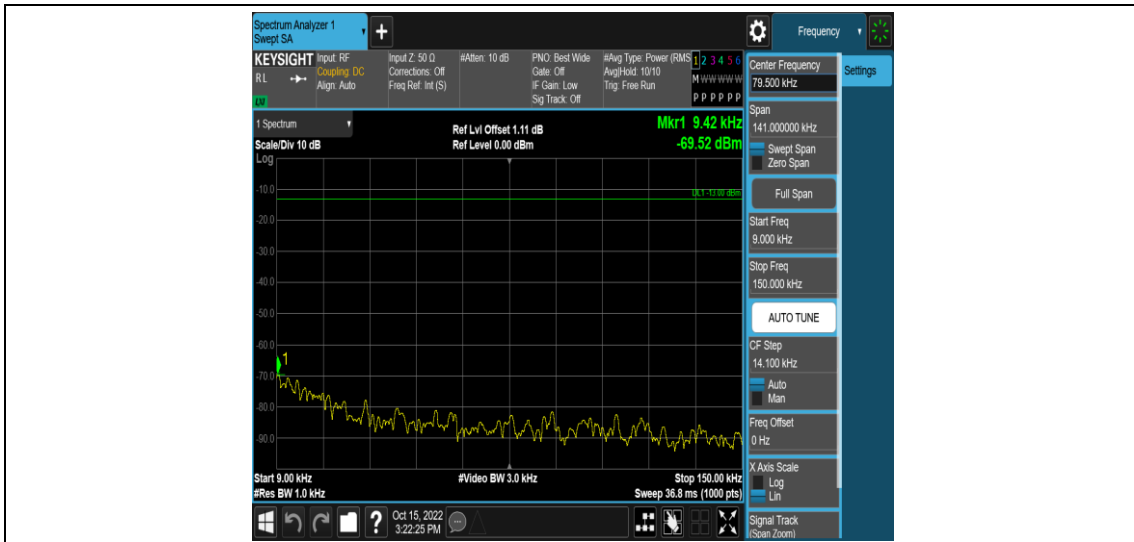 Spectrum Analyzer 1
Swept SA
+
Frequency
KEYSIGHT
RL
LXI
Input: RF
Coupling: DC
Align: Auto
Input Z: 50 Ω
Corrections: Off
Freq Ref: Int (S)
#Atten: 10 dB
PNO: Best Wide
Gate: Off
IF Gain: Low
Sig Track: Off
#Avg Type: Power (RMS
Avg|Hold: 10/10
Trig: Free Run
1 2 3 4 5 6
M W W W W W
P P P P P P
Center Frequency
79.500 kHz
Settings
1 Spectrum
Scale/Div 10 dB
Ref Lvl Offset 1.11 dB
Ref Level 0.00 dBm
Mkr1 9.42 kHz
-69.52 dBm
Span
141.000000 kHz
Swept Span
Zero Span
Full Span
Start Freq
9.000 kHz
Stop Freq
150.000 kHz
AUTO TUNE
CF Step
14.100 kHz
Auto
Man
Freq Offset
0 Hz
X Axis Scale
Log
Lin
Signal Track
(Span Zoom)
Log
-10.0
DL1 -13.00 dBm
-20.0
-30.0
-40.0
-50.0
-60.0
1
-70.0
-80.0
-90.0
Start 9.00 kHz
#Video BW 3.0 kHz
Stop 150.00 kHz
#Res BW 1.0 kHz
Sweep 36.8 ms (1000 pts)
?
Oct 15, 2022
3:22:25 PM